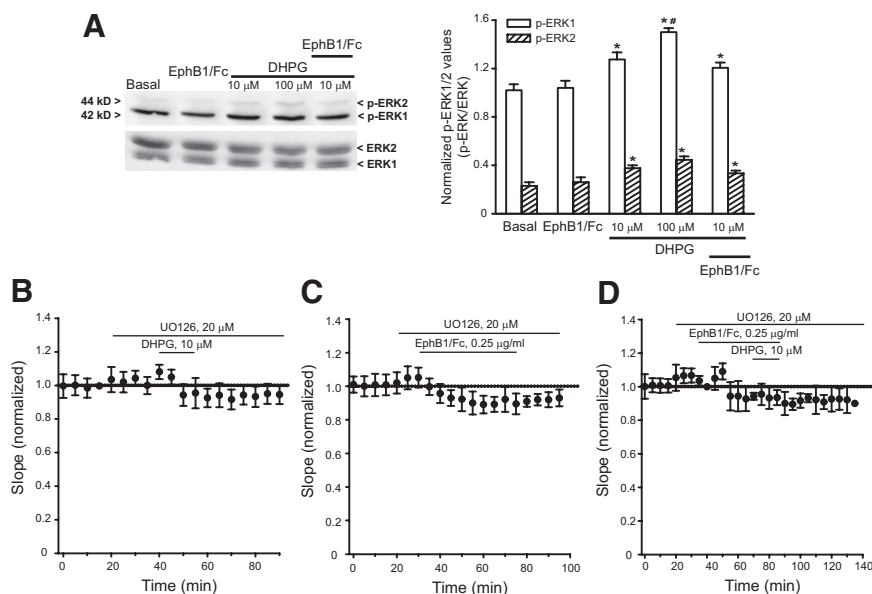 A
EphB1/Fc
DHPG
Basal
EphB1/Fc
10 μM
100 μM
10 μM
44 kD >
< p-ERK2
42 kD >
< p-ERK1
< ERK2
< ERK1
Normalized p-ERK1/2 values
(p-ERK/ERK)
1.6
1.2
0.8
0.4
0
p-ERK1
p-ERK2
*
*#
*
*
*
*
Basal
EphB1/Fc
10 μM
100 μM
10 μM
DHPG
EphB1/Fc
B
Slope (normalized)
1.4
1.2
1.0
0.8
0.6
0.4
0.2
0
UO126, 20 μM
DHPG, 10 μM
0 20 40 60 80
Time (min)
C
Slope (normalized)
1.4
1.2
1.0
0.8
0.6
0.4
0.2
0
UO126, 20 μM
EphB1/Fc, 0.25 μg/ml
0 20 40 60 80 100
Time (min)
D
Slope (normalized)
1.4
1.2
1.0
0.8
0.6
0.4
0.2
0
UO126, 20 μM
EphB1/Fc, 0.25 μg/ml
DHPG, 10 μM
0 20 40 60 80 100 120 140
Time (min)